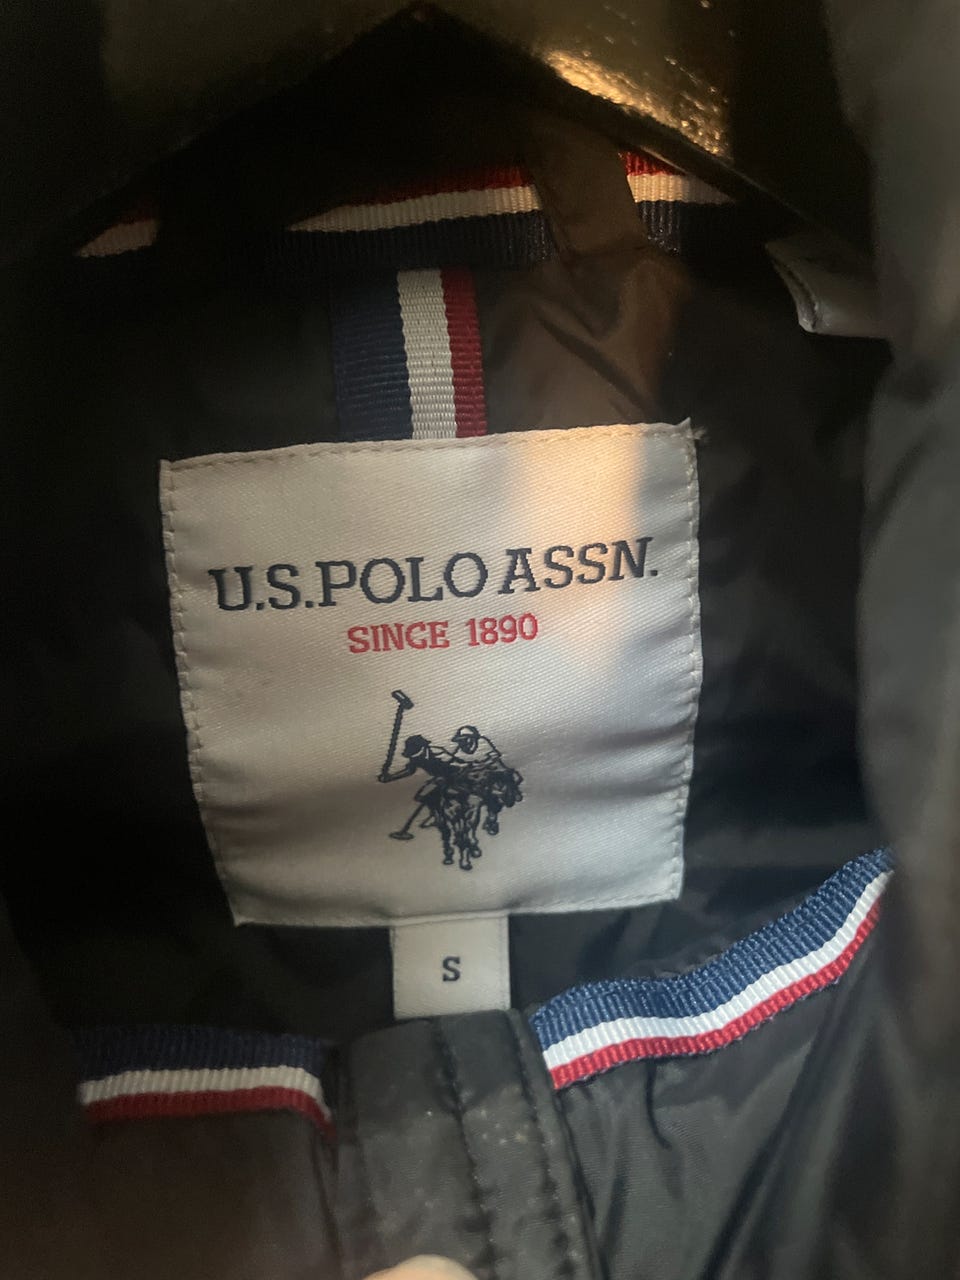 U.S. POLO ASSN.
SINCE 1890
S